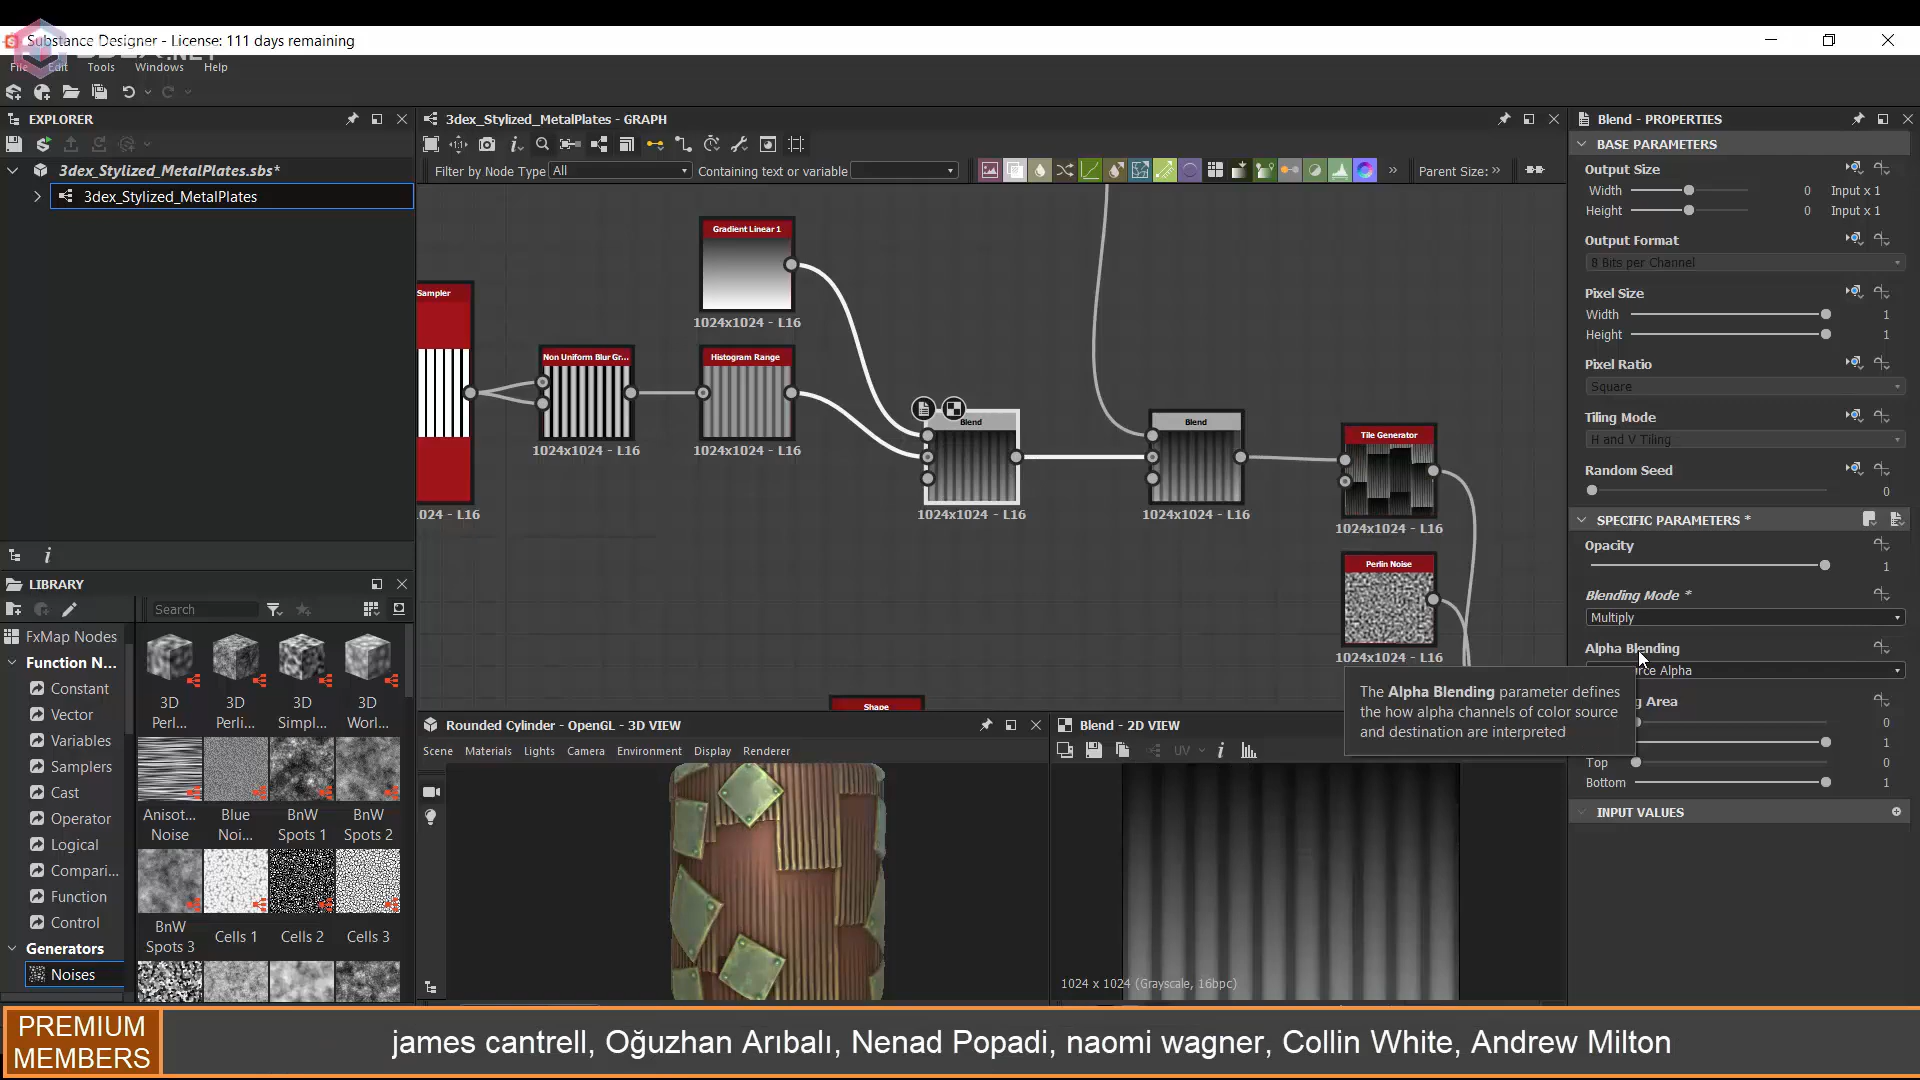 Substance Designer - License: 111 days remaining
File Edit Tools Windows Help
EXPLORER
3dex_Stylized_MetalPlates.sbs*
3dex_Stylized_MetalPlates
3dex_Stylized_MetalPlates - GRAPH
Filter by Node Type All Containing text or variable Parent Size:
Gradient Linear 1
1024x1024 - L16
Sampler
Non Uniform Blur Gr...
Histogram Range
1024x1024 - L16
1024x1024 - L16
Blend
Blend
Tile Generator
024 - L16
1024x1024 - L16
1024x1024 - L16
1024x1024 - L16
Perlin Noise
1024x1024 - L16
Shape
Blend - PROPERTIES
BASE PARAMETERS
Output Size
Width 0 Input x 1
Height 0 Input x 1
Output Format
8 Bits per Channel
Pixel Size
Width 1
Height 1
Pixel Ratio
Square
Tiling Mode
H and V Tiling
Random Seed
0
SPECIFIC PARAMETERS *
Opacity
1
Blending Mode *
Multiply
Alpha Blending
rce Alpha
The Alpha Blending parameter defines
the how alpha channels of color source
and destination are interpreted
g Area
0
1
Top 0
Bottom 1
INPUT VALUES
LIBRARY
Search
FxMap Nodes
Function N...
Constant
Vector
Variables
Samplers
Cast
Operator
Logical
Compari...
Function
Control
Generators
Noises
3D Perl...
3D Perli...
3D Simpl...
3D Worl...
Anisot... Noise
Blue Noi...
BnW Spots 1
BnW Spots 2
BnW Spots 3
Cells 1
Cells 2
Cells 3
Rounded Cylinder - OpenGL - 3D VIEW
Scene Materials Lights Camera Environment Display Renderer
Blend - 2D VIEW
UV
1024 x 1024 (Grayscale, 16bpc)
PREMIUM
MEMBERS
james cantrell, Oğuzhan Arıbalı, Nenad Popadi, naomi wagner, Collin White, Andrew Milton